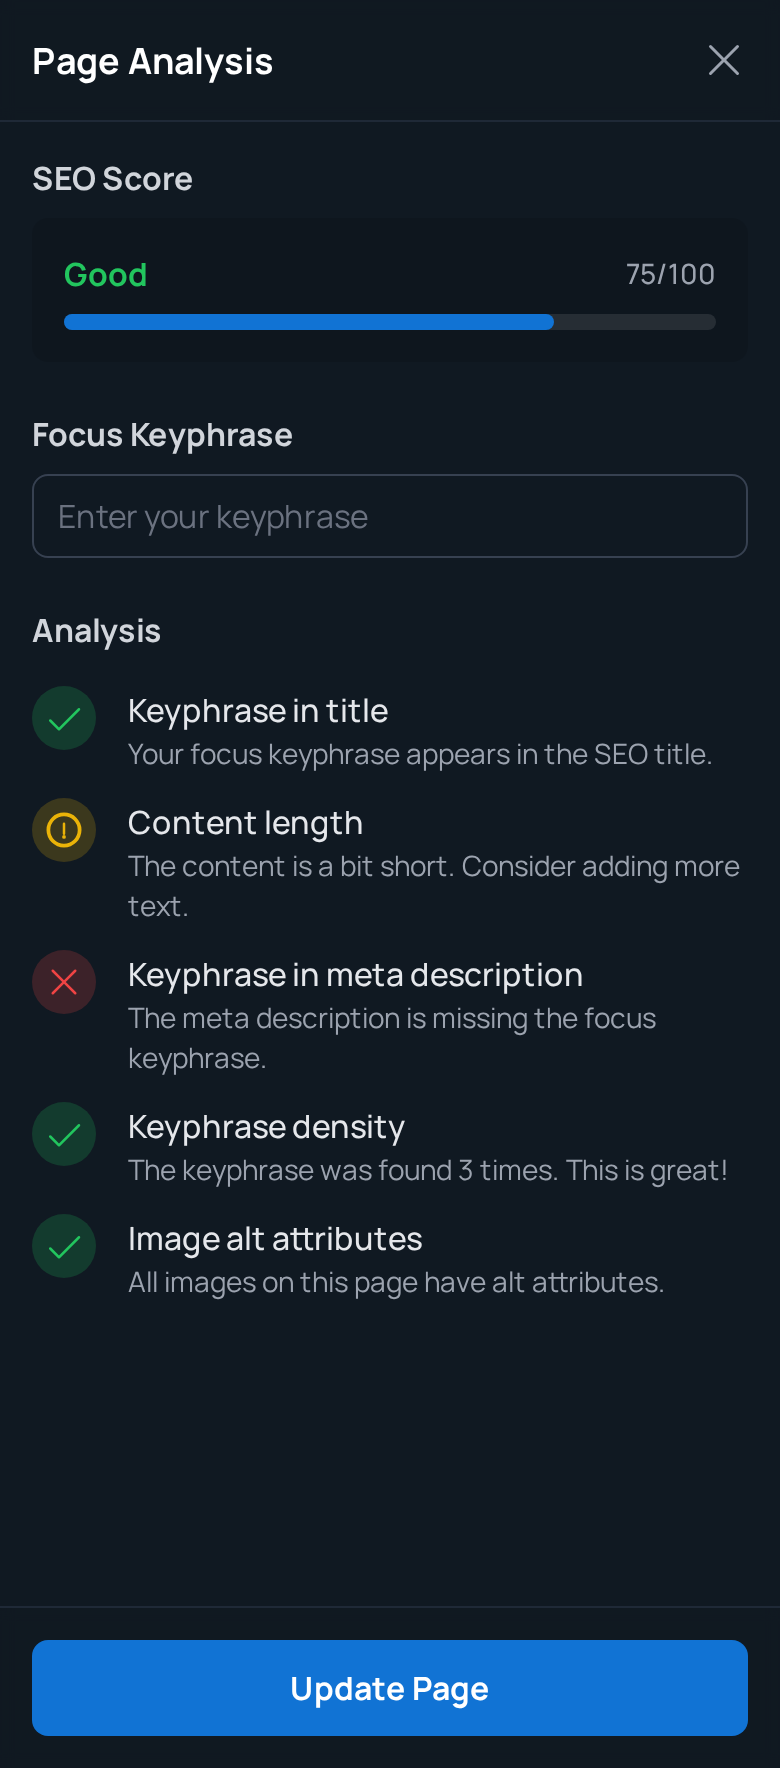 Page Analysis
SEO Score
Good
75/100
Focus Keyphrase
Enter your keyphrase
Analysis
Keyphrase in title
Your focus keyphrase appears in the SEO title.
Content length
The content is a bit short. Consider adding more
text.
Keyphrase in meta description
The meta description is missing the focus
keyphrase.
Keyphrase density
The keyphrase was found 3 times. This is great!
Image alt attributes
All images on this page have alt attributes.
Update Page